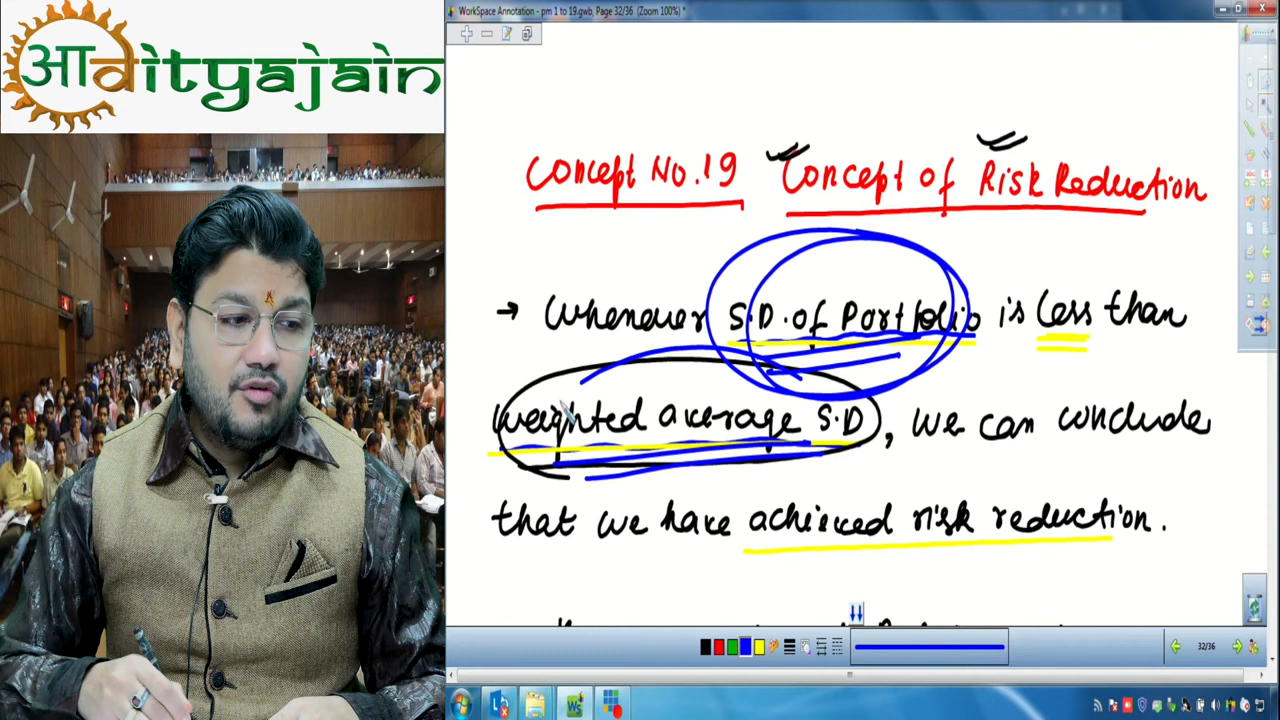 WorkSpace Annotation - pm 1 to 19.gwb, Page 32/36 (Zoom 100%) *
आdityajain
Concept No.19 Concept of Risk Reduction
→ Whenever S.D. of Portfolio is less than
weighted average S.D, we can conclude
that we have achieved risk reduction.
32/36